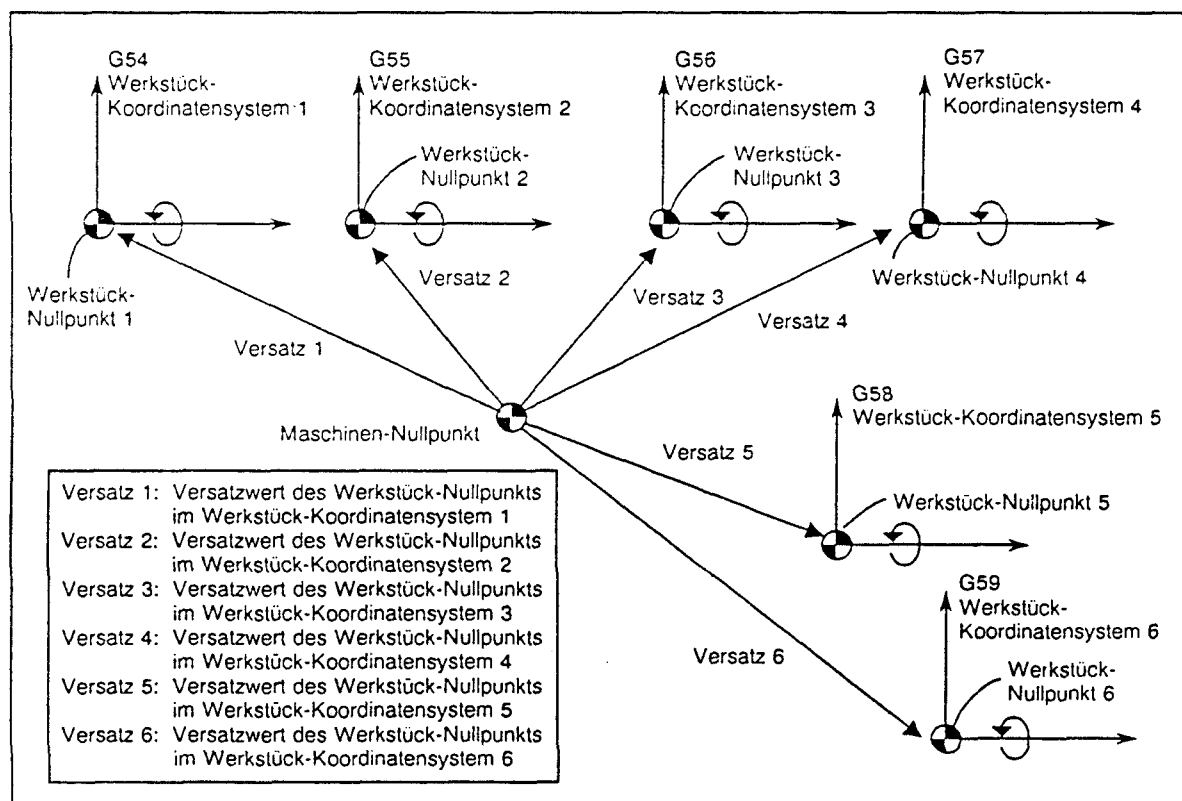 G54
Werkstück-
Koordinatensystem 1
G55
Werkstück-
Koordinatensystem 2
G56
Werkstück-
Koordinatensystem 3
G57
Werkstück-
Koordinatensystem 4
Werkstück-
Nullpunkt 2
Werkstück-
Nullpunkt 3
Werkstück-
Nullpunkt 1
Versatz 2
Versatz 3
Werkstück-Nullpunkt 4
Versatz 1
Versatz 4
Maschinen-Nullpunkt
G58
Werkstück-Koordinatensystem 5
Versatz 5
Werkstück-Nullpunkt 5
G59
Werkstück-
Koordinatensystem 6
Versatz 6
Werkstück-
Nullpunkt 6
Versatz 1: Versatzwert des Werkstück-Nullpunkts
im Werkstück-Koordinatensystem 1
Versatz 2: Versatzwert des Werkstück-Nullpunkts
im Werkstück-Koordinatensystem 2
Versatz 3: Versatzwert des Werkstück-Nullpunkts
im Werkstück-Koordinatensystem 3
Versatz 4: Versatzwert des Werkstück-Nullpunkts
im Werkstück-Koordinatensystem 4
Versatz 5: Versatzwert des Werkstück-Nullpunkts
im Werkstück-Koordinatensystem 5
Versatz 6: Versatzwert des Werkstück-Nullpunkts
im Werkstück-Koordinatensystem 6